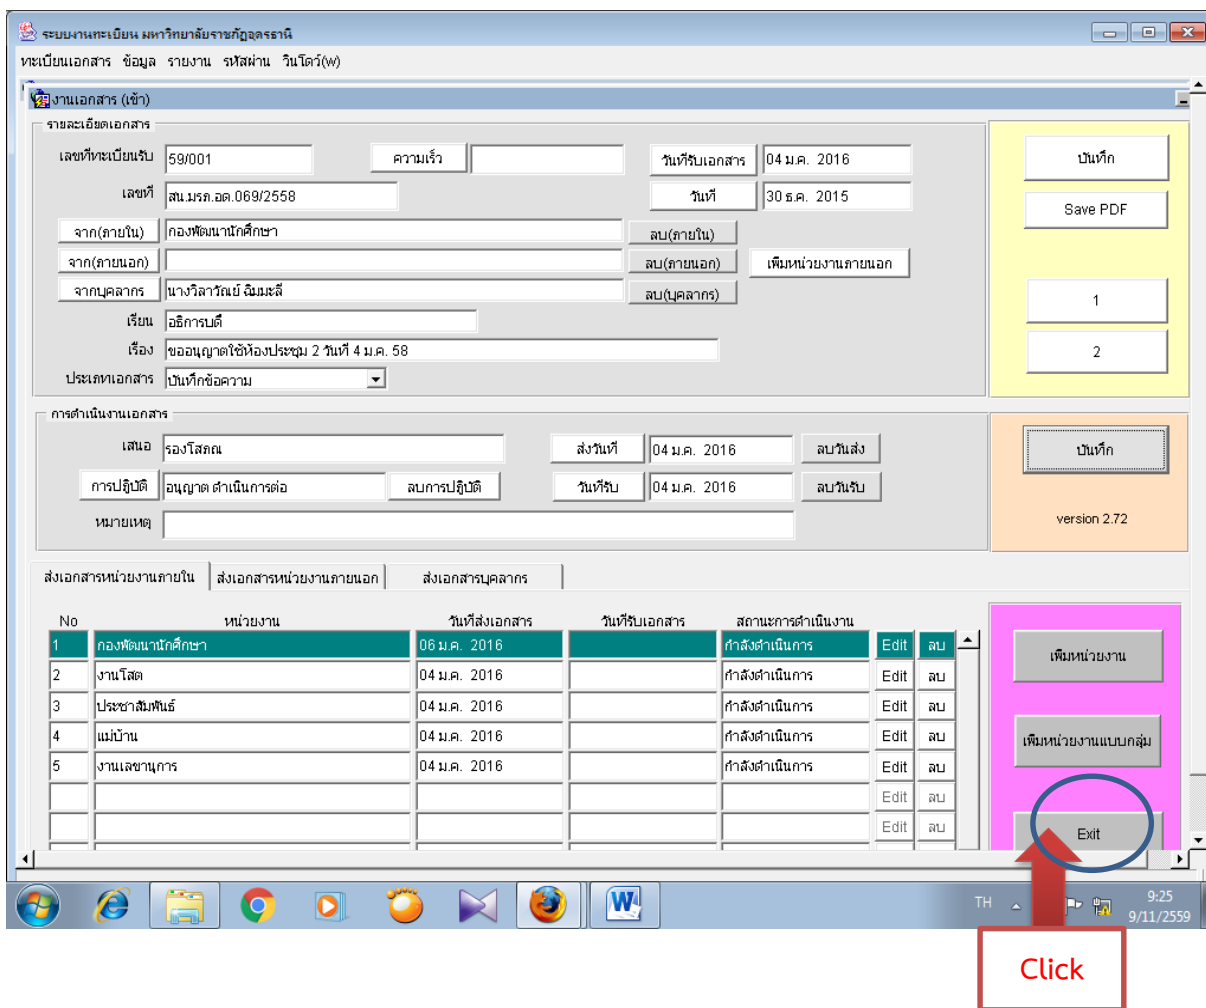 ระบบงานทะเบียน มหาวิทยาลัยราชภัฏอุดรธานี
ทะเบียนเอกสาร ข้อมูล รายงาน รหัสผ่าน วินโดว์(w)
งานเอกสาร (เข้า)
รายละเอียดเอกสาร
เลขที่ทะเบียนรับ 59/001 ความเร็ว วันที่รับเอกสาร 04 ม.ค. 2016 บันทึก
เลขที่ สน.มรภ.อด.069/2558 วันที่ 30 ธ.ค. 2015 Save PDF
จาก(ภายใน) กองพัฒนานักศึกษา ลบ(ภายใน)
จาก(ภายนอก) ลบ(ภายนอก) เพิ่มหน่วยงานภายนอก
จากบุคลากร นางวิลาวัณย์ ฉิมมะลี ลบ(บุคลากร) 1
เรียน อธิการบดี
เรื่อง ขออนุญาตใช้ห้องประชุม 2 วันที่ 4 ม.ค. 58 2
ประเภทเอกสาร บันทึกข้อความ
การดำเนินงานเอกสาร
เสนอ รองโสภณ ส่งวันที่ 04 ม.ค. 2016 ลบวันส่ง บันทึก
การปฏิบัติ อนุญาต ดำเนินการต่อ ลบการปฏิบัติ วันที่รับ 04 ม.ค. 2016 ลบวันรับ
หมายเหตุ version 2.72
ส่งเอกสารหน่วยงานภายใน ส่งเอกสารหน่วยงานภายนอก ส่งเอกสารบุคลากร
No หน่วยงาน วันที่ส่งเอกสาร วันที่รับเอกสาร สถานะการดำเนินงาน
1 กองพัฒนานักศึกษา 06 ม.ค. 2016 กำลังดำเนินการ Edit ลบ เพิ่มหน่วยงาน
2 งานโสต 04 ม.ค. 2016 กำลังดำเนินการ Edit ลบ
3 ประชาสัมพันธ์ 04 ม.ค. 2016 กำลังดำเนินการ Edit ลบ
4 แม่บ้าน 04 ม.ค. 2016 กำลังดำเนินการ Edit ลบ เพิ่มหน่วยงานแบบกลุ่ม
5 งานเลขานุการ 04 ม.ค. 2016 กำลังดำเนินการ Edit ลบ
Edit ลบ
Edit ลบ Exit
TH 9:25
9/11/2559
Click